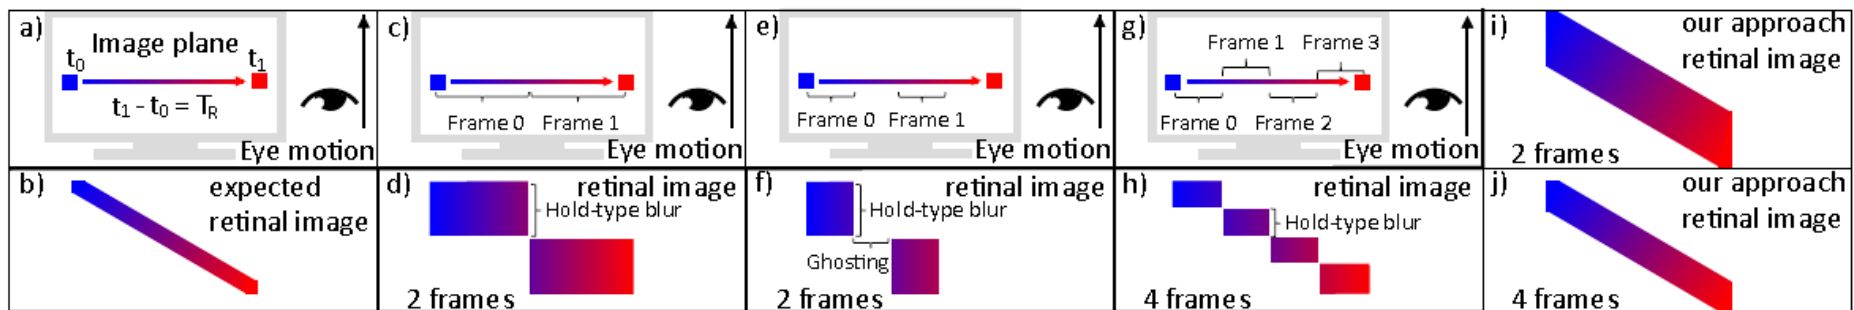 a)
Image plane
t0
t1
t1 - t0 = TR
Eye motion
b)
expected
retinal image
c)
Frame 0
Frame 1
Eye motion
d)
retinal image
Hold-type blur
2 frames
e)
Frame 0
Frame 1
Eye motion
f)
retinal image
Hold-type blur
Ghosting
2 frames
g)
Frame 1
Frame 3
Frame 0
Frame 2
Eye motion
h)
retinal image
Hold-type blur
4 frames
i)
our approach
retinal image
2 frames
j)
our approach
retinal image
4 frames